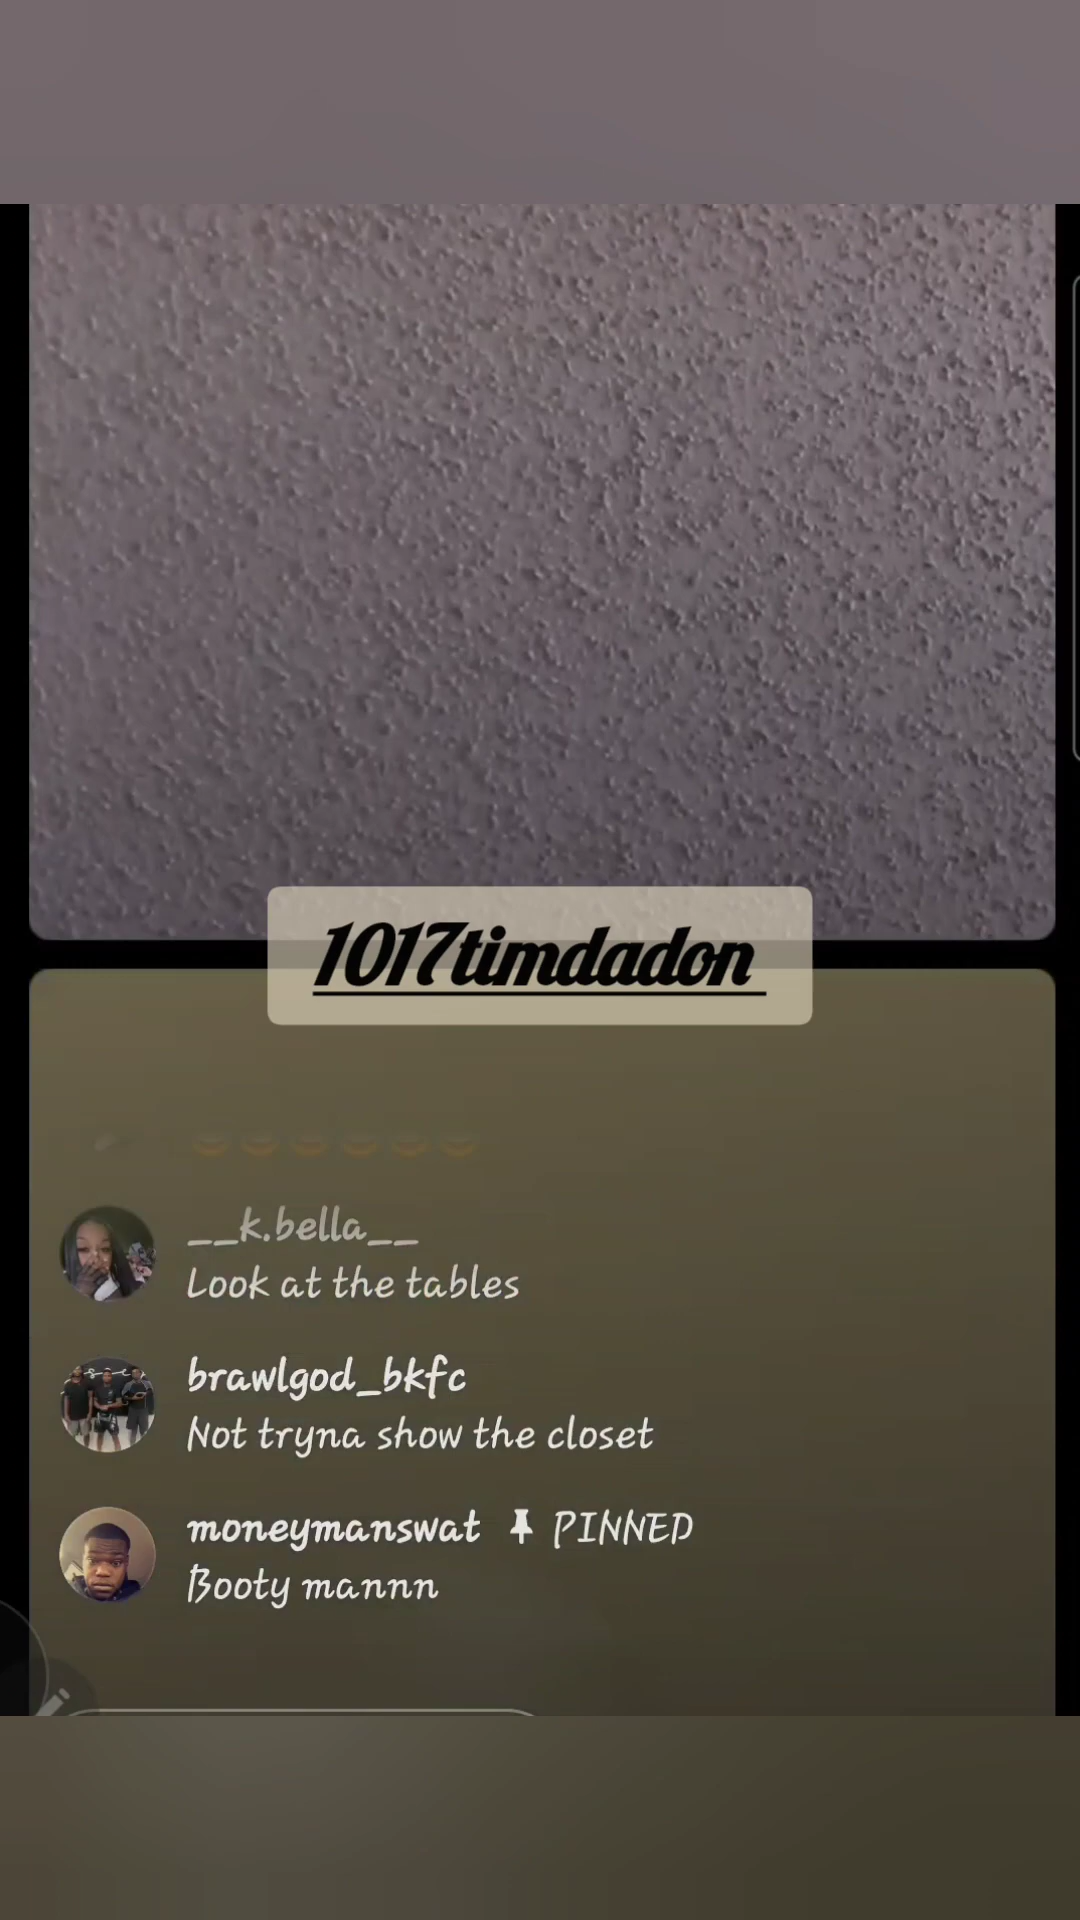 1017timdadon
__k.bella__
Look at the tables
brawlgod_bkfc
Not tryna show the closet
moneymanswat PINNED
Booty mannn